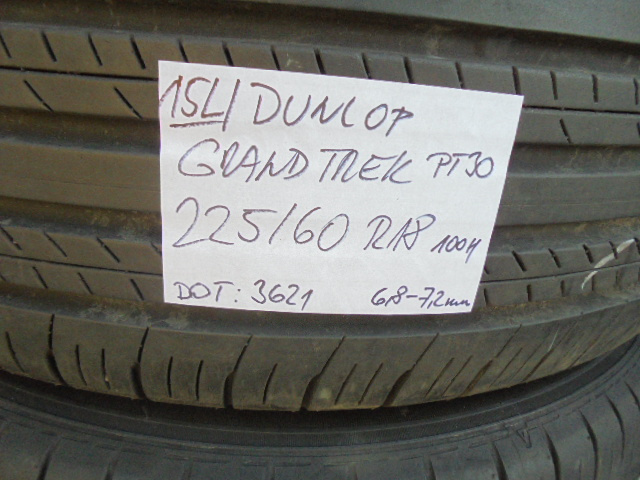 15L/ DUNLOP
GRANDTREK PT30
225/60 R18 100H
DOT: 3621 6,8-7,2mm